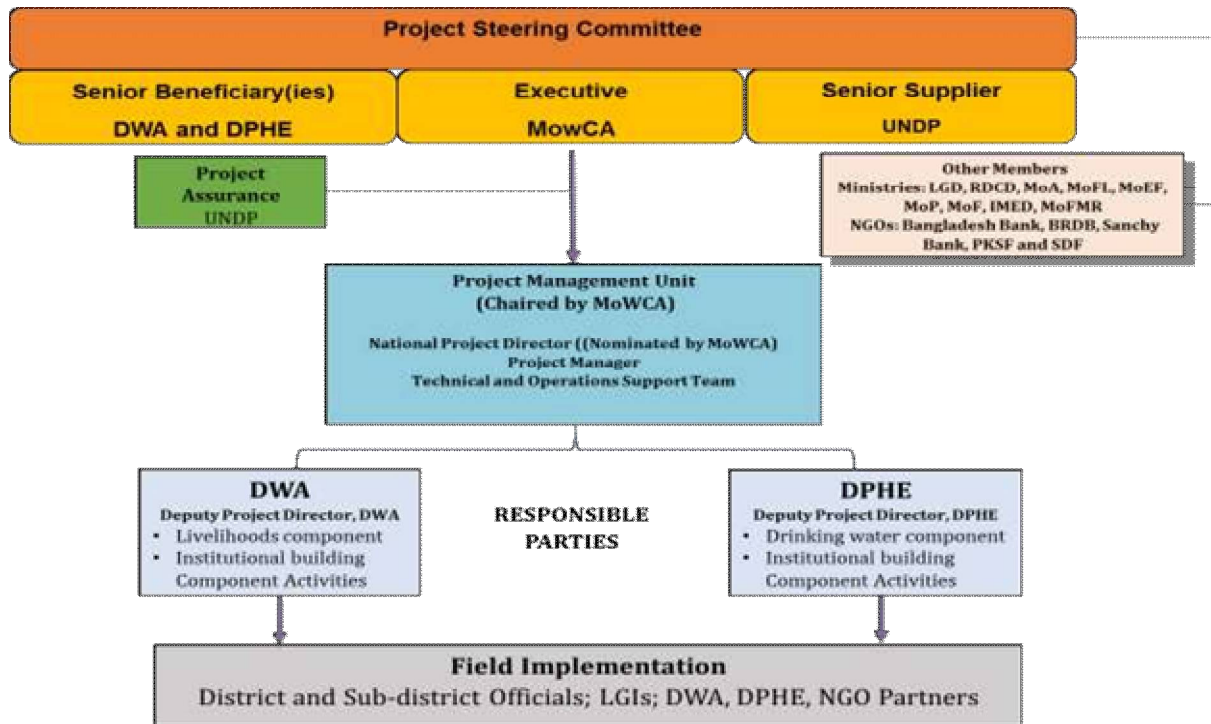 Project Steering Committee
Senior Beneficiary(ies)
DWA and DPHE
Executive
MowCA
Senior Supplier
UNDP
Project
Assurance
UNDP
Other Members
Ministries: LGD, RDCD, MoA, MoFL, MoEF,
MoP, MoF, IMED, MoFMR
NGOs: Bangladesh Bank, BRDB, Sanchy
Bank, PKSF and SDF
Project Management Unit
(Chaired by MoWCA)
National Project Director ((Nominated by MoWCA)
Project Manager
Technical and Operations Support Team
DWA
Deputy Project Director, DWA
• Livelihoods component
• Institutional building
Component Activities
RESPONSIBLE
PARTIES
DPHE
Deputy Project Director, DPHE
• Drinking water component
• Institutional building
Component Activities
Field Implementation
District and Sub-district Officials; LGIs; DWA, DPHE, NGO Partners